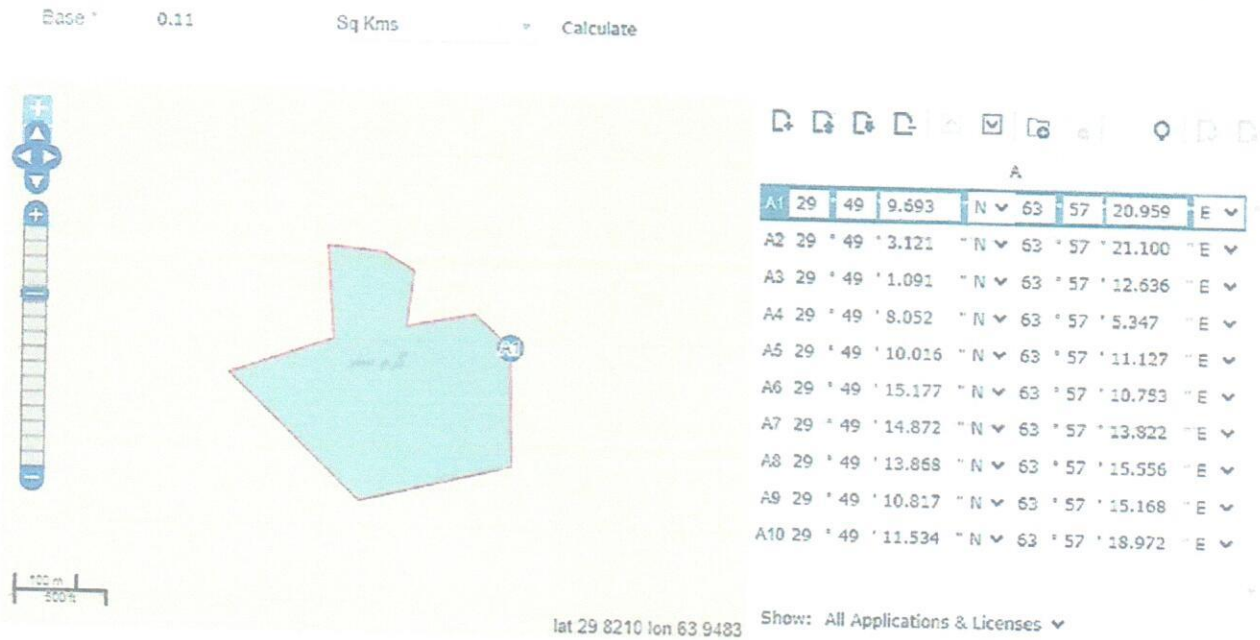 Base * 0.11 Sq Kms Calculate
A
A1 29 ° 49 ' 9.693 " N 63 ° 57 ' 20.959 " E
A2 29 ° 49 ' 3.121 " N 63 ° 57 ' 21.100 " E
A3 29 ° 49 ' 1.091 " N 63 ° 57 ' 12.636 " E
A4 29 ° 49 ' 8.052 " N 63 ° 57 ' 5.347 " E
A5 29 ° 49 ' 10.016 " N 63 ° 57 ' 11.127 " E
A6 29 ° 49 ' 15.177 " N 63 ° 57 ' 10.753 " E
A7 29 ° 49 ' 14.872 " N 63 ° 57 ' 13.822 " E
A8 29 ° 49 ' 13.868 " N 63 ° 57 ' 15.556 " E
A9 29 ° 49 ' 10.817 " N 63 ° 57 ' 15.168 " E
A10 29 ° 49 ' 11.534 " N 63 ° 57 ' 18.972 " E
A1
100 m
500 ft
lat 29.8210 lon 63.9483
Show: All Applications & Licenses